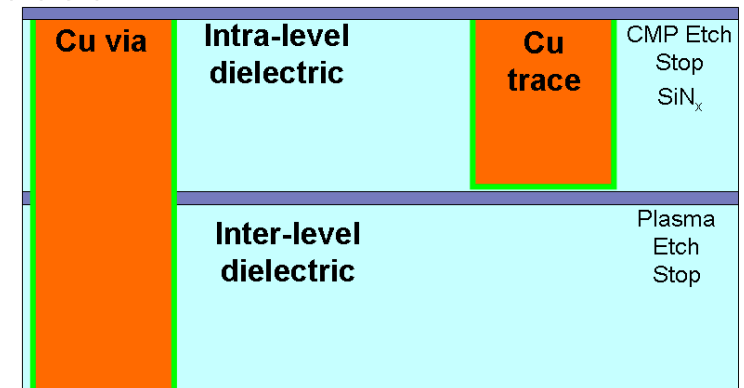 Cu via
Intra-level
dielectric
Cu
trace
CMP Etch
Stop
SiNₓ
Inter-level
dielectric
Plasma
Etch
Stop